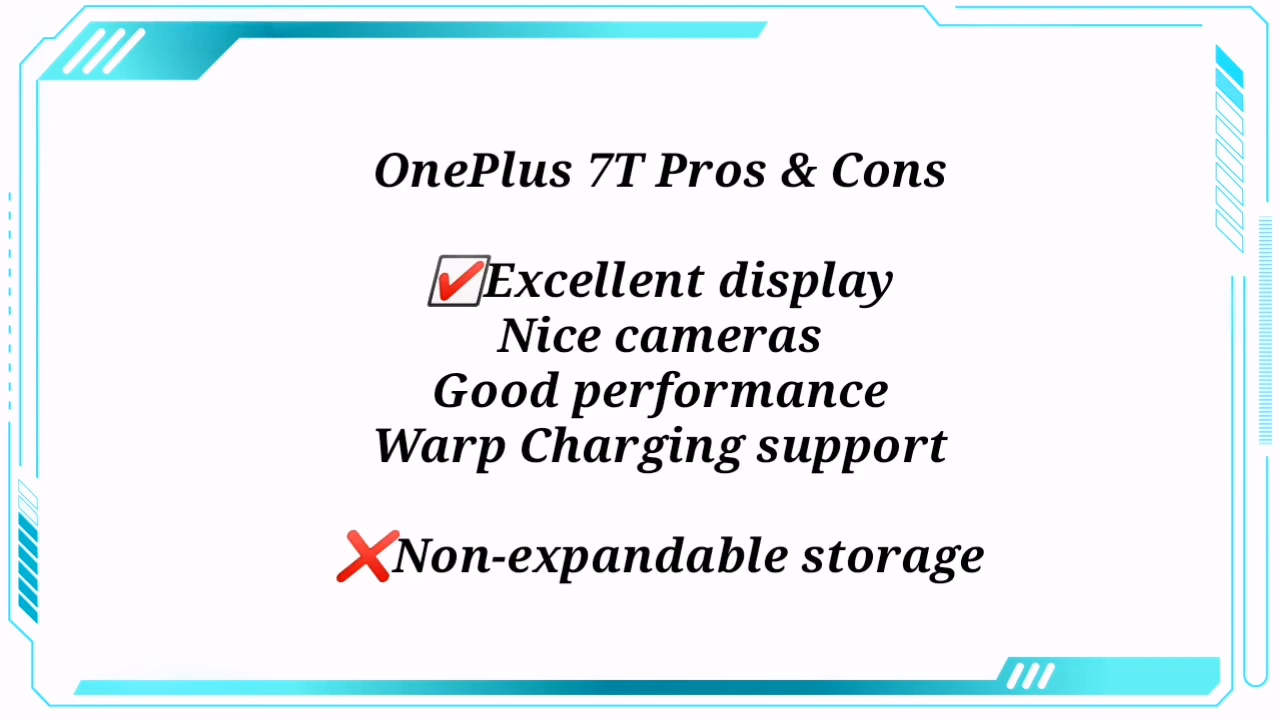 OnePlus 7T Pros & Cons
☑Excellent display
Nice cameras
Good performance
Warp Charging support
❌Non-expandable storage